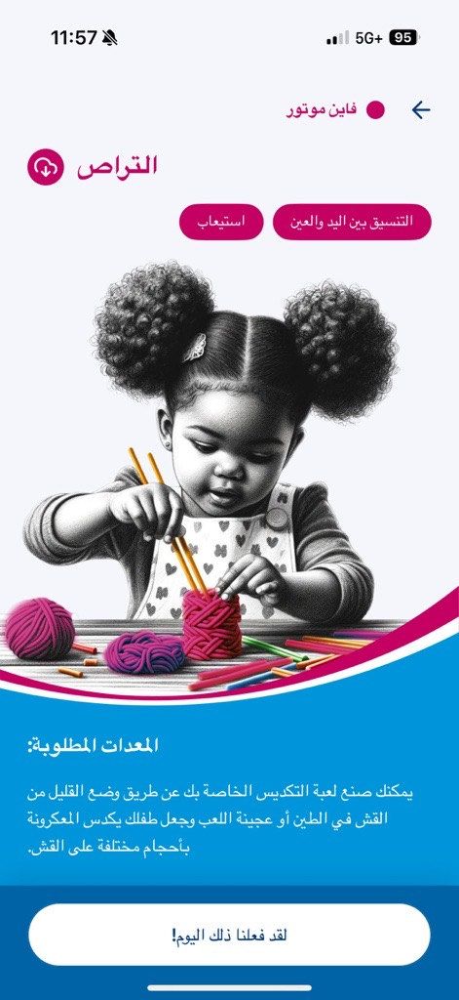 11:57
5G+ 95
فاين موتور
التراص
التنسيق بين اليد والعين
استيعاب
المعدات المطلوبة:
يمكنك صنع لعبة التكديس الخاصة بك عن طريق وضع القليل من
القش في الطين أو عجينة اللعب وجعل طفلك يكدس المعكرونة
بأحجام مختلفة على القش.
لقد فعلنا ذلك اليوم!